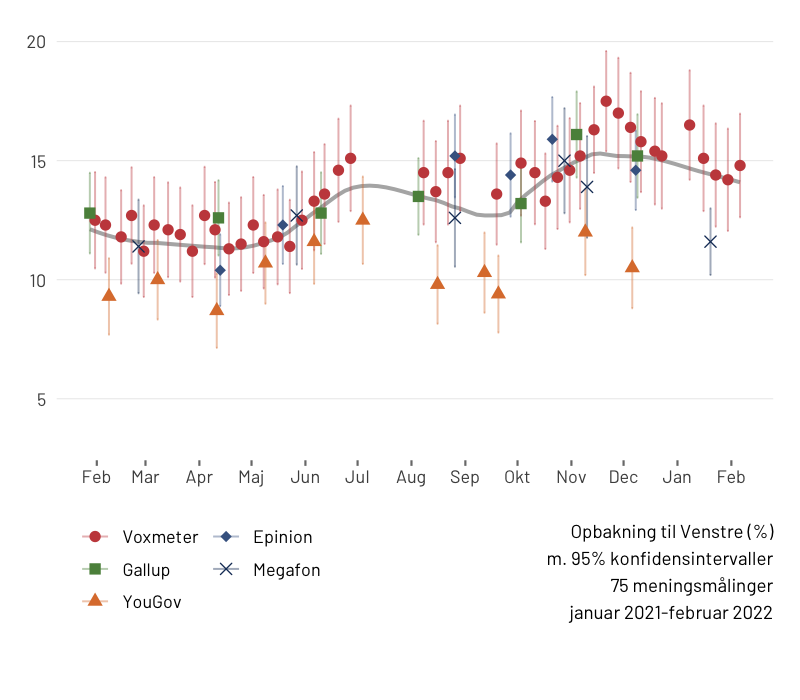 20
15
10
5
Feb Mar Apr Maj Jun Jul Aug Sep Okt Nov Dec Jan Feb
Voxmeter Epinion
Gallup Megafon
YouGov
Opbakning til Venstre (%)
m. 95% konfidensintervaller
75 meningsmålinger
januar 2021-februar 2022